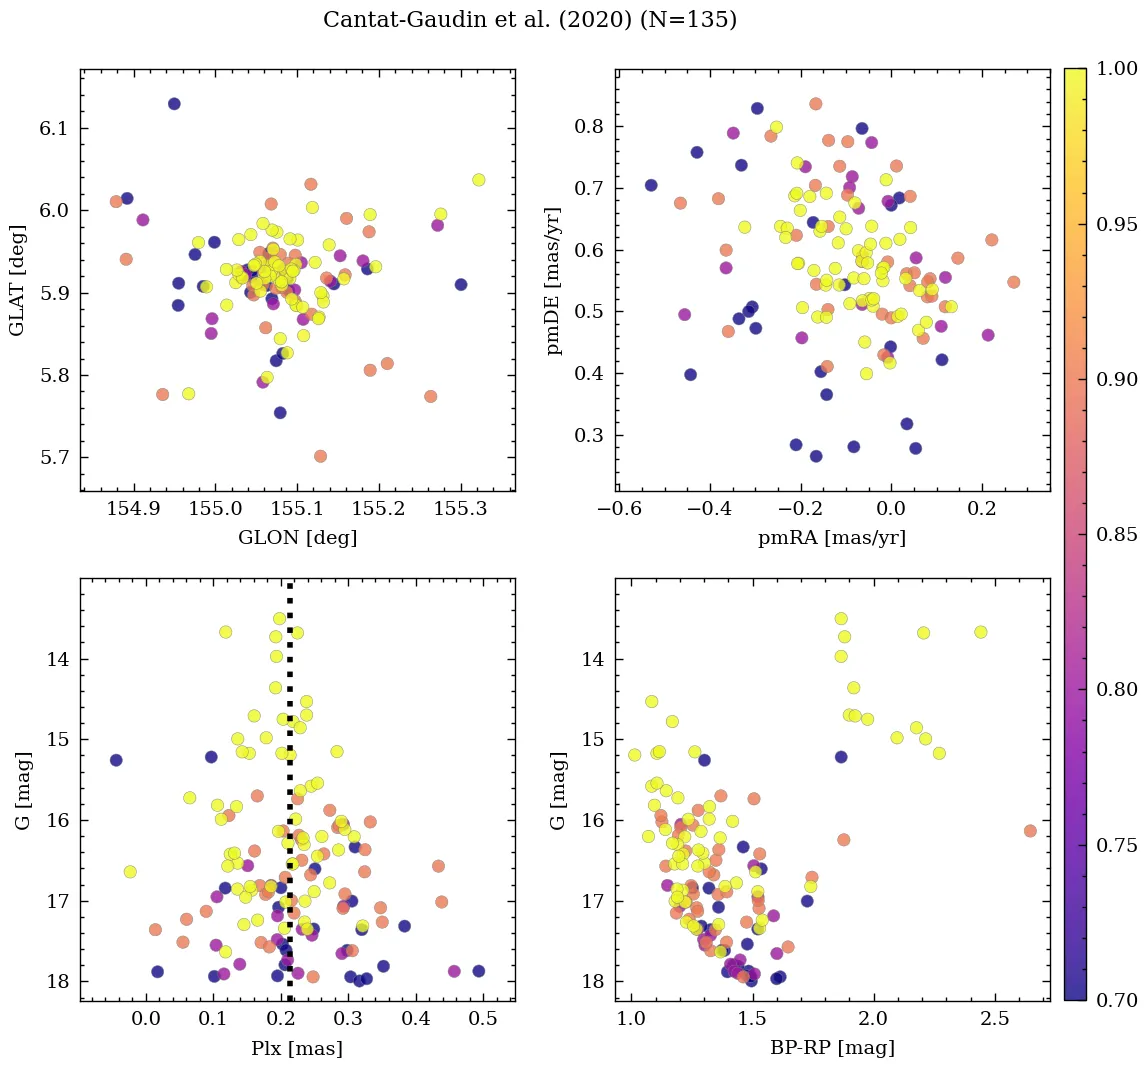 Cantat-Gaudin et al. (2020) (N=135)
6.1
6.0
5.9
5.8
5.7
GLAT [deg]
154.9 155.0 155.1 155.2 155.3
GLON [deg]
0.8
0.7
0.6
0.5
0.4
0.3
pmDE [mas/yr]
−0.6 −0.4 −0.2 0.0 0.2
pmRA [mas/yr]
14
15
16
17
18
G [mag]
0.0 0.1 0.2 0.3 0.4 0.5
Plx [mas]
14
15
16
17
18
G [mag]
1.0 1.5 2.0 2.5
BP-RP [mag]
1.00
0.95
0.90
0.85
0.80
0.75
0.70